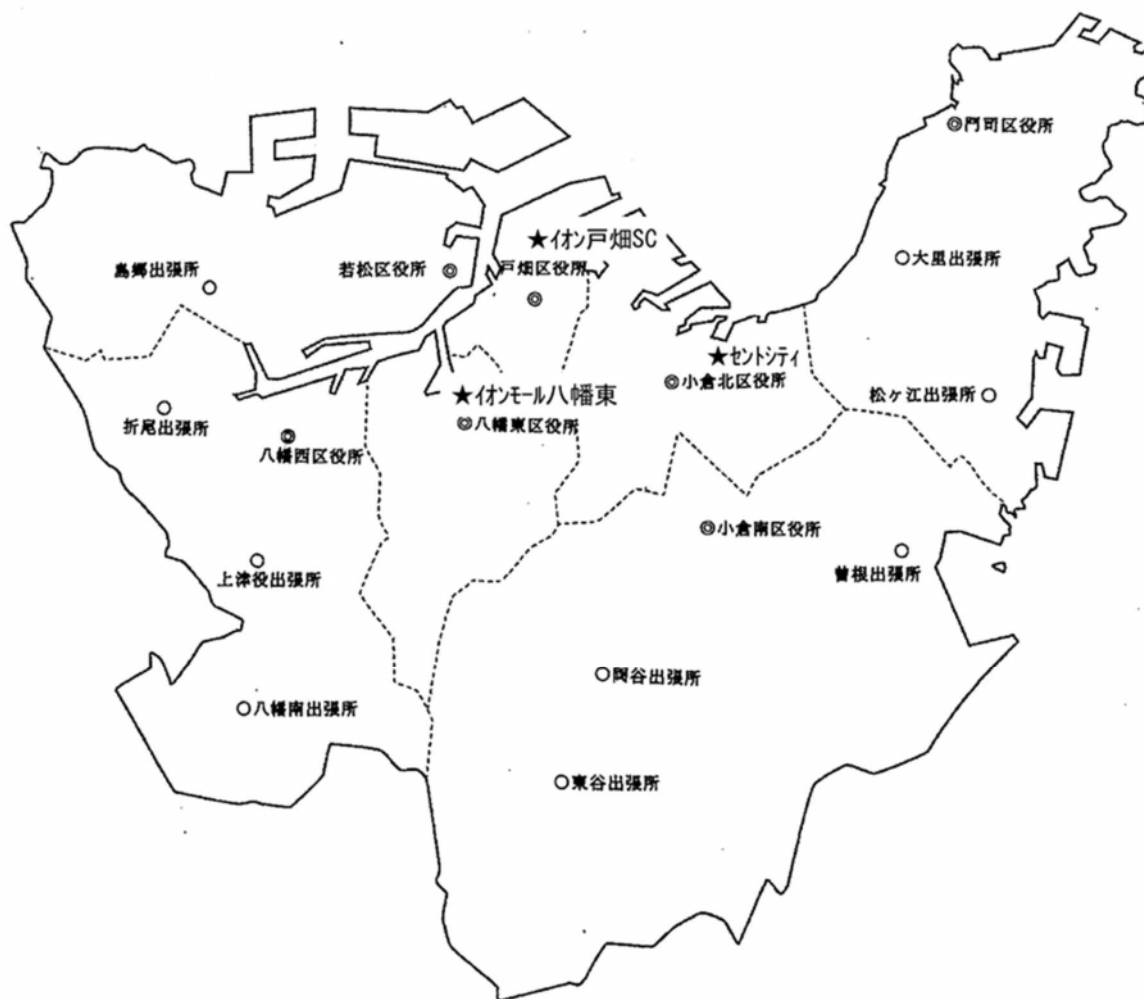 ◎門司区役所
★イオン戸畑SC
○大里出張所
島郷出張所
若松区役所
戸畑区役所
★セントシティ
◎小倉北区役所
★イオンモール八幡東
松ヶ江出張所○
折尾出張所
◎八幡東区役所
八幡西区役所
◎小倉南区役所
上津役出張所
曽根出張所
○両谷出張所
○八幡南出張所
○東谷出張所